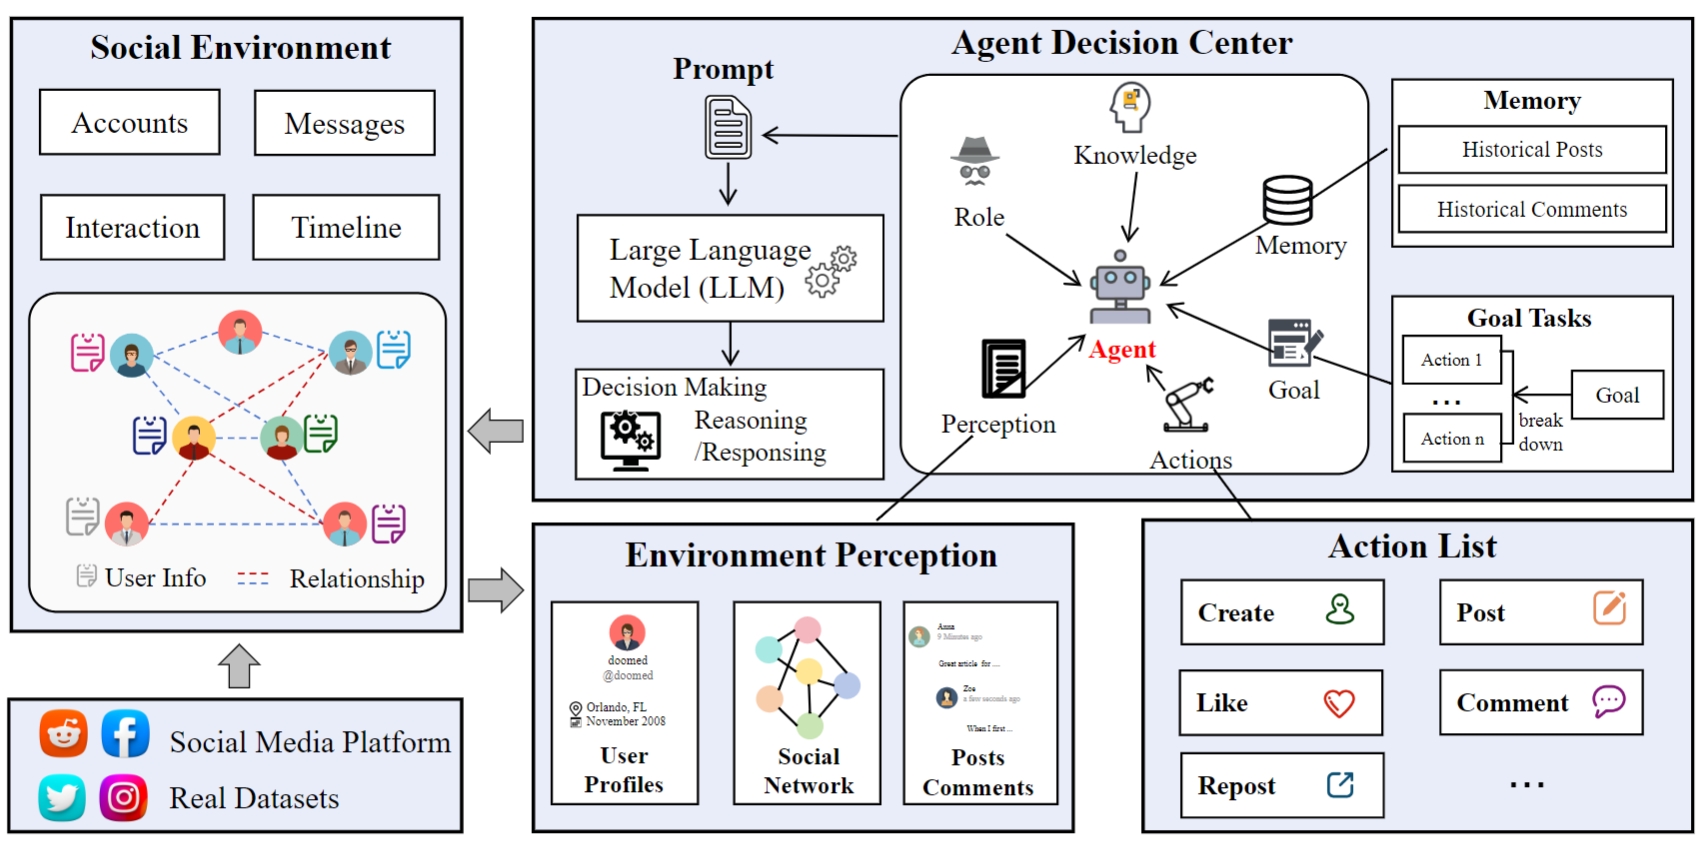 Social Environment
Accounts
Messages
Interaction
Timeline
User Info
Relationship
Social Media Platform
Real Datasets
Agent Decision Center
Prompt
Large Language
Model (LLM)
Decision Making
Reasoning
/Responsing
Knowledge
Role
Memory
Agent
Perception
Goal
Actions
Memory
Historical Posts
Historical Comments
Goal Tasks
Action 1
...
Action n
break
down
Goal
Environment Perception
doomed
@doomed
Orlando, FL
November 2008
User
Profiles
Social
Network
Anna
9 Minutes ago
Great article for ....
Zoe
a few seconds ago
When I first ...
Posts
Comments
Action List
Create
Post
Like
Comment
Repost
...